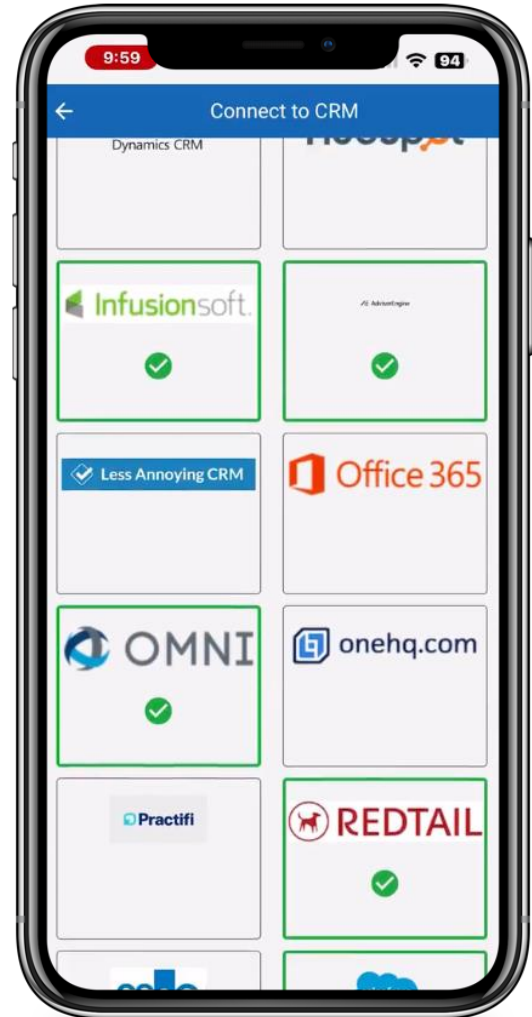 9:59
94
Connect to CRM
Dynamics CRM
HubSpot
Infusionsoft.
AdvisorEngine
Less Annoying CRM
Office 365
OMNI
onehq.com
Practifi
REDTAIL